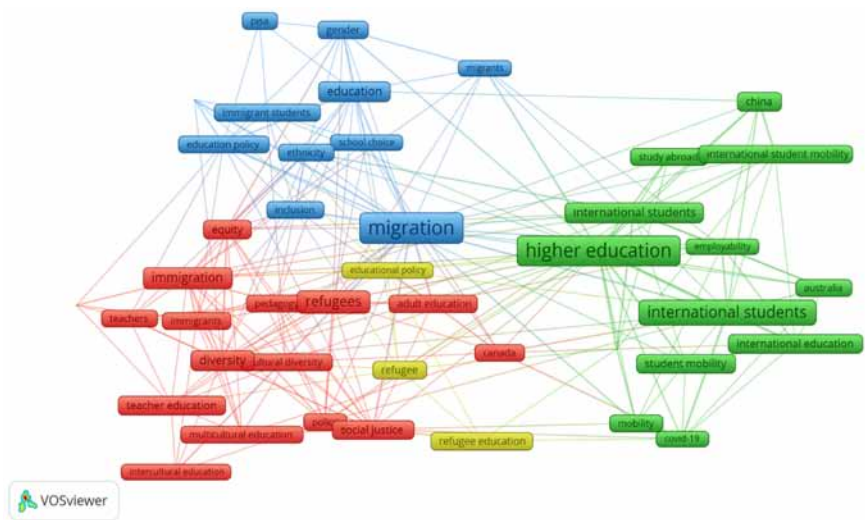 pisa
gender
migrants
education
china
immigrant students
education policy
school choice
ethnicity
study abroad
international student mobility
inclusion
international students
migration
equity
higher education
employability
educational policy
immigration
australia
refugees
adult education
international students
teachers
immigrants
international education
canada
diversity
cultural diversity
student mobility
refugee
teacher education
mobility
social justice
multicultural education
covid-19
refugee education
intercultural education
VOSviewer